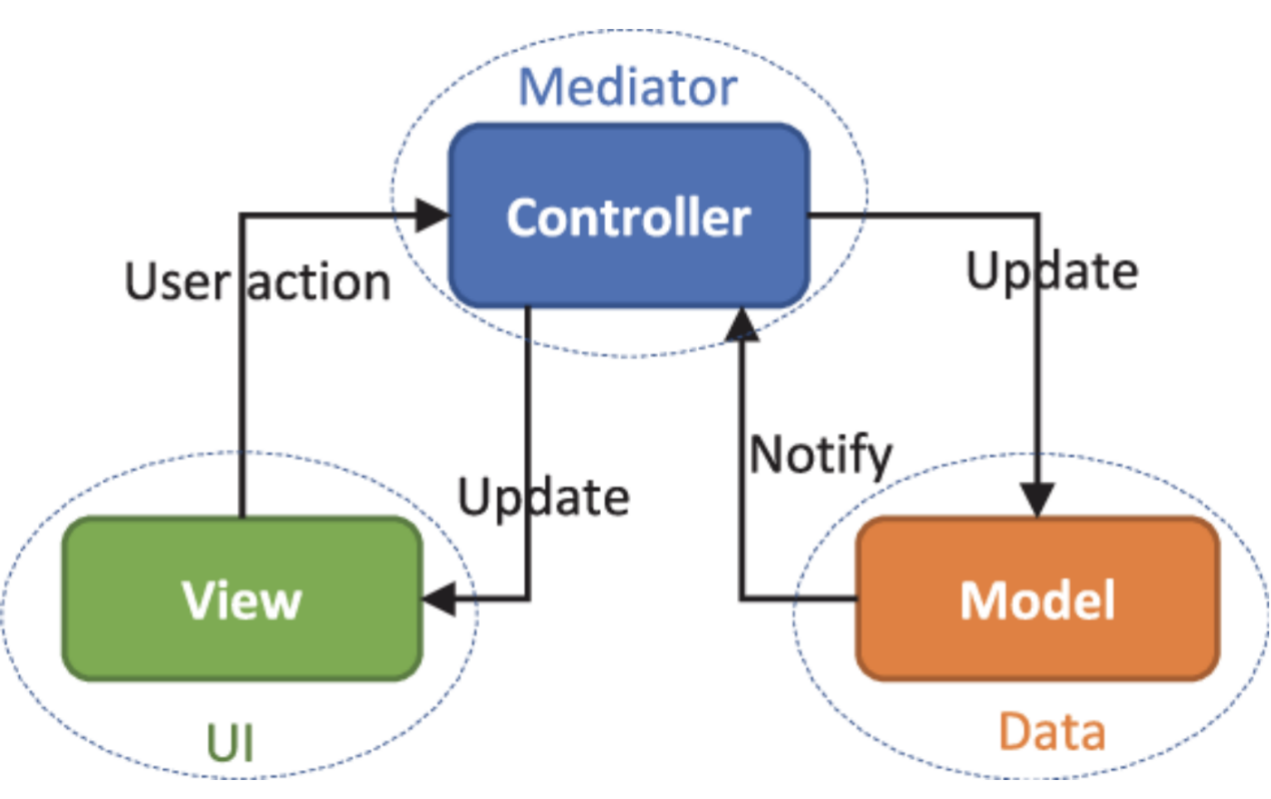 Mediator
Controller
User action
Update
Notify
Update
View
Model
UI
Data